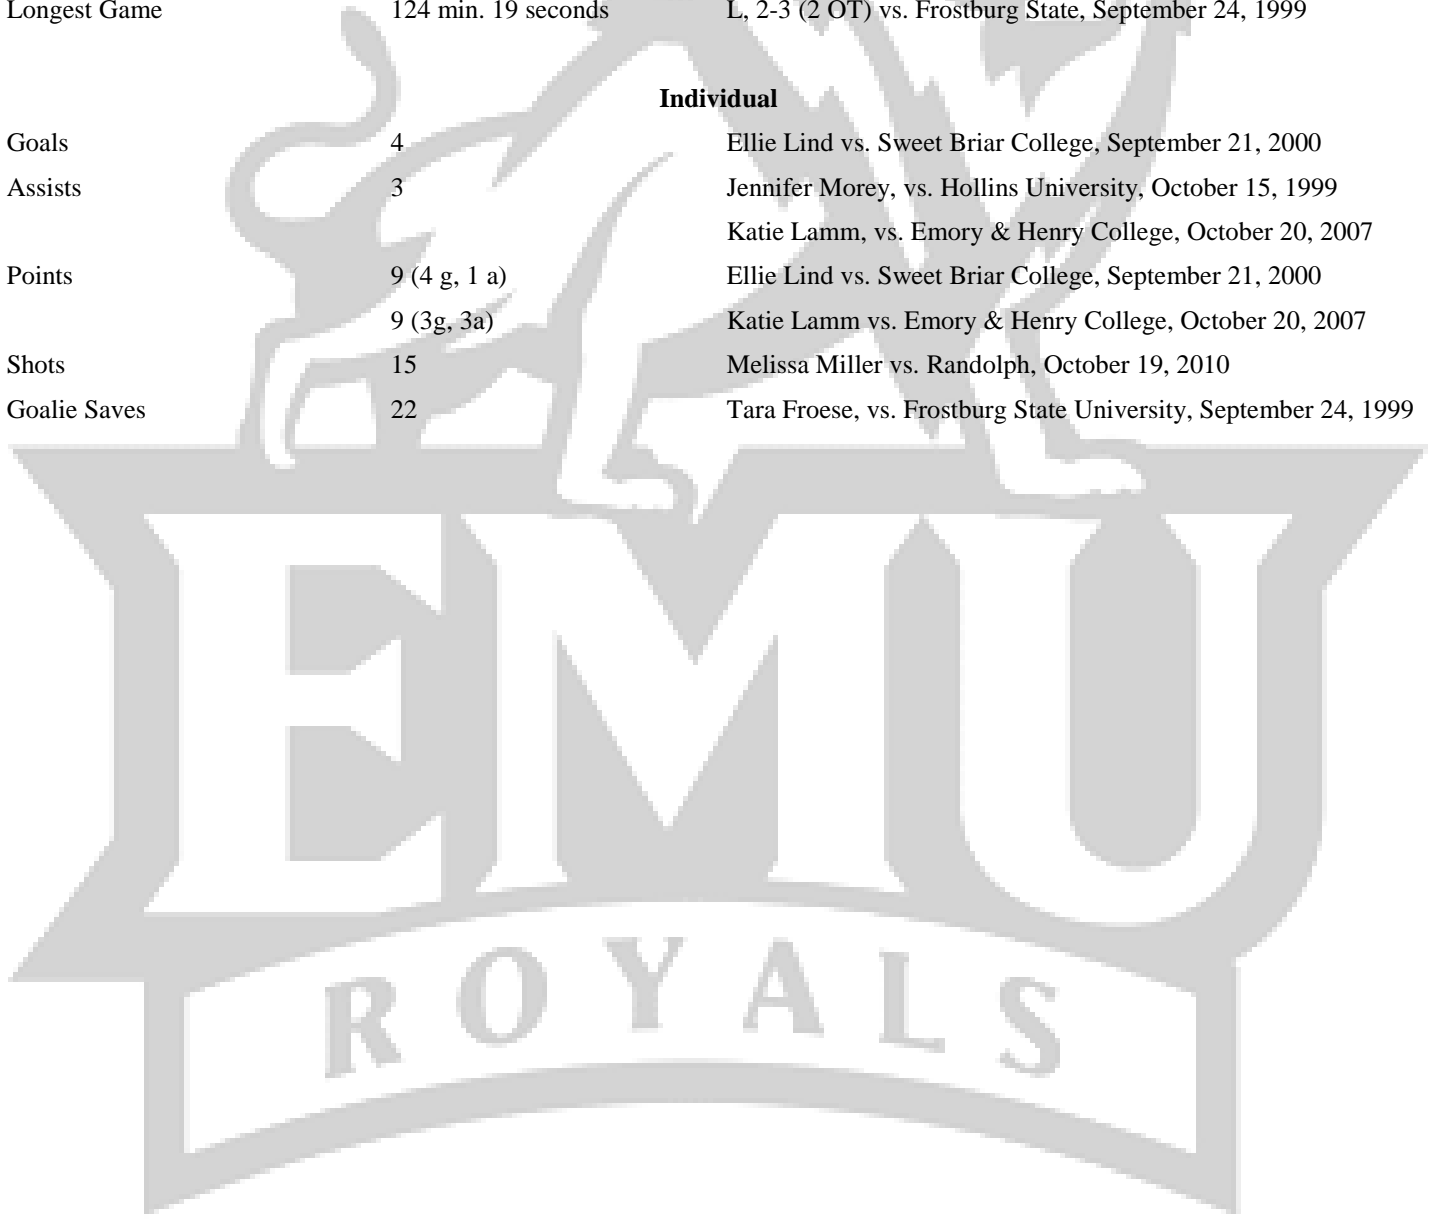 Longest Game 124 min. 19 seconds L, 2-3 (2 OT) vs. Frostburg State, September 24, 1999
Individual
Goals 4 Ellie Lind vs. Sweet Briar College, September 21, 2000
Assists 3 Jennifer Morey, vs. Hollins University, October 15, 1999
Katie Lamm, vs. Emory & Henry College, October 20, 2007
Points 9 (4 g, 1 a) Ellie Lind vs. Sweet Briar College, September 21, 2000
9 (3g, 3a) Katie Lamm vs. Emory & Henry College, October 20, 2007
Shots 15 Melissa Miller vs. Randolph, October 19, 2010
Goalie Saves 22 Tara Froese, vs. Frostburg State University, September 24, 1999
EMU
ROYALS